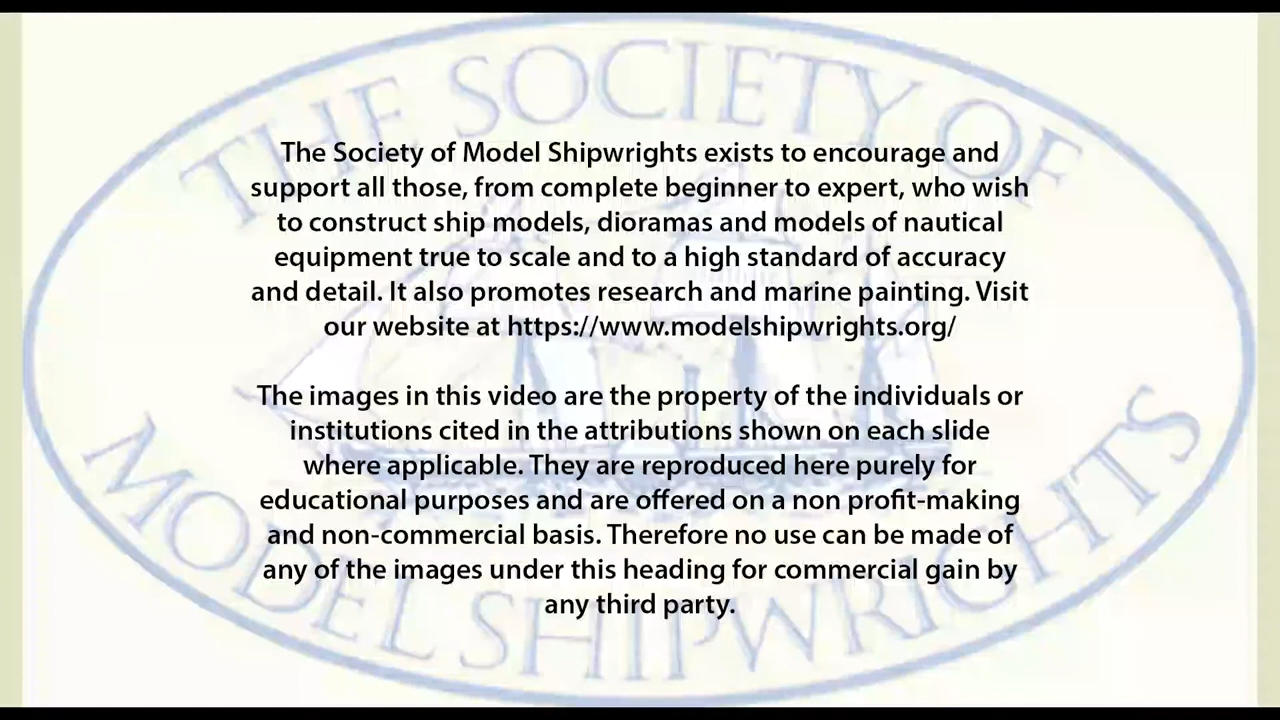 THE SOCIETY OF
The Society of Model Shipwrights exists to encourage and
support all those, from complete beginner to expert, who wish
to construct ship models, dioramas and models of nautical
equipment true to scale and to a high standard of accuracy
and detail. It also promotes research and marine painting. Visit
our website at https://www.modelshipwrights.org/
The images in this video are the property of the individuals or
institutions cited in the attributions shown on each slide
where applicable. They are reproduced here purely for
educational purposes and are offered on a non profit-making
and non-commercial basis. Therefore no use can be made of
any of the images under this heading for commercial gain by
any third party.
MODEL SHIPWRIGHTS